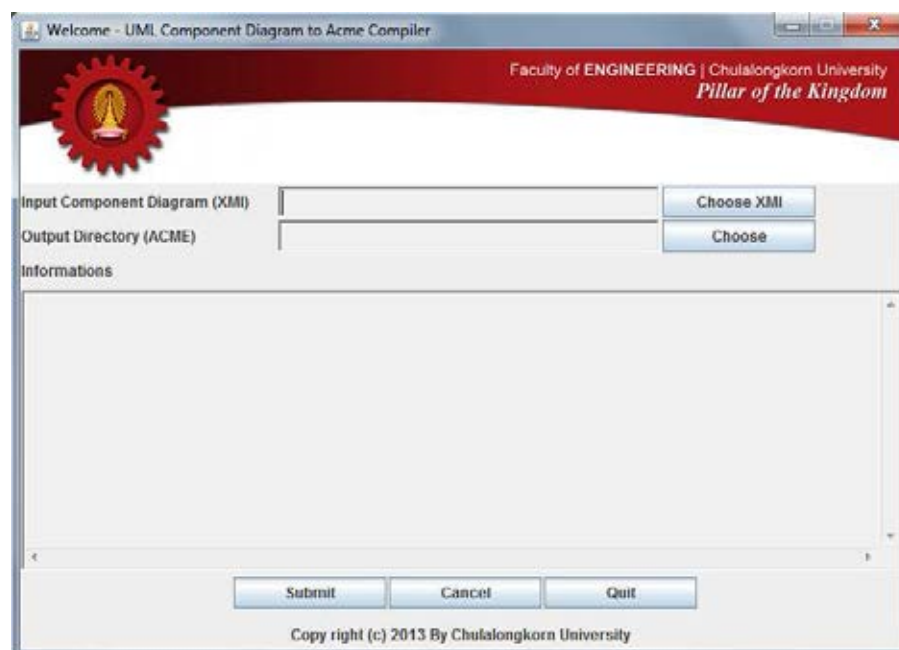 Welcome - UML Component Diagram to Acme Compiler
Faculty of ENGINEERING | Chulalongkorn University
Pillar of the Kingdom
Input Component Diagram (XMI)
Choose XMI
Output Directory (ACME)
Choose
Informations
Submit Cancel Quit
Copy right (c) 2013 By Chulalongkorn University